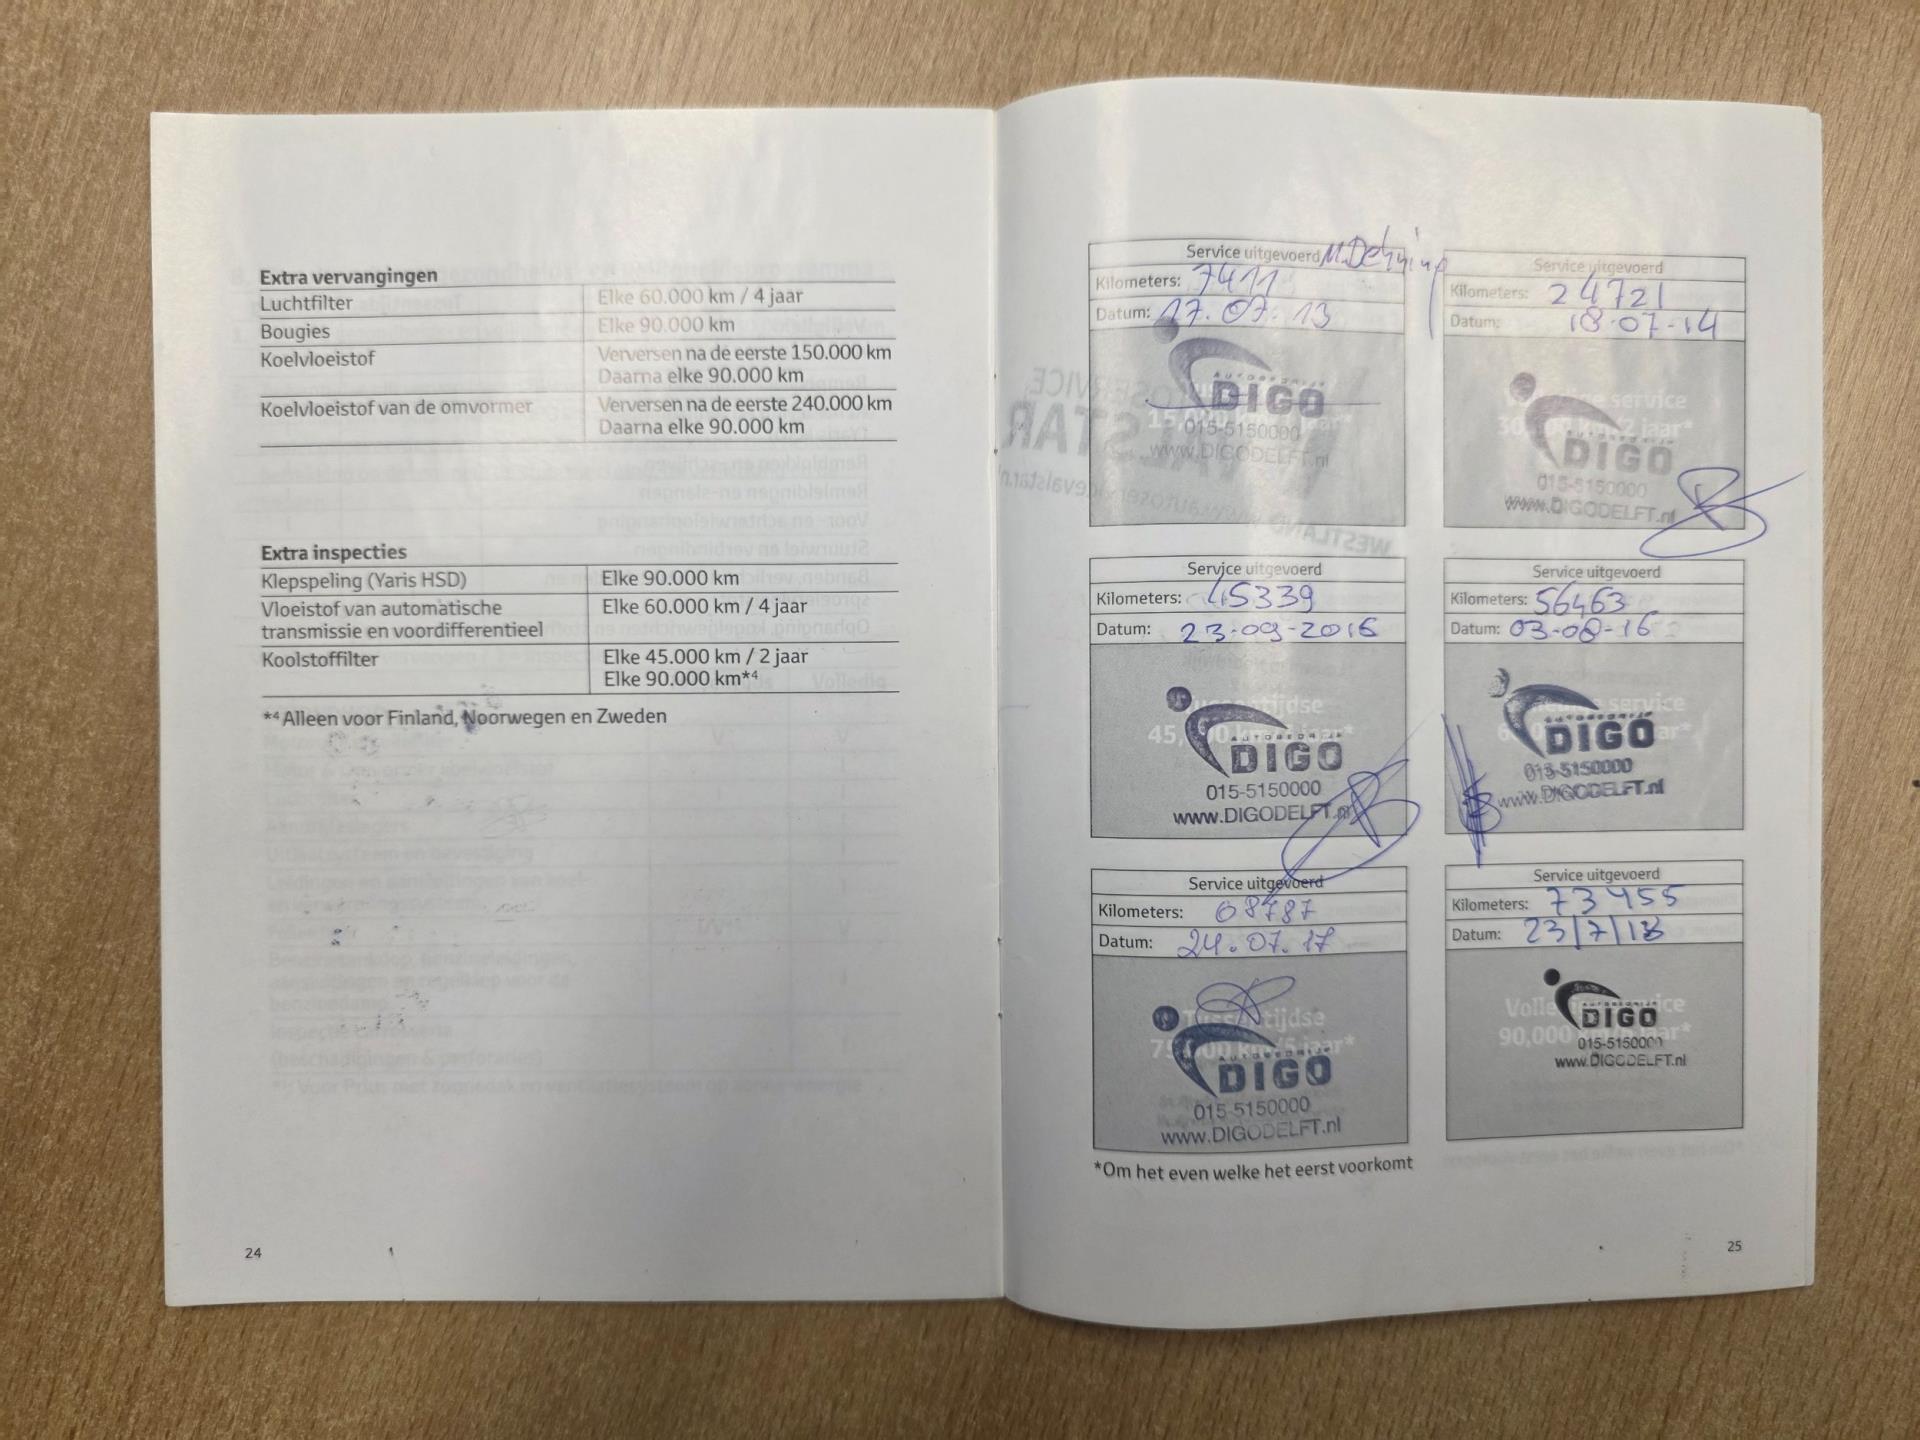 Extra vervangingen
Luchtfilter Elke 60.000 km / 4 jaar
Bougies Elke 90.000 km
Koelvloeistof Verversen na de eerste 150.000 km
Daarna elke 90.000 km
Koelvloeistof van de omvormer Verversen na de eerste 240.000 km
Daarna elke 90.000 km
Extra inspecties
Klepspeling (Yaris HSD) Elke 90.000 km
Vloeistof van automatische Elke 60.000 km / 4 jaar
transmissie en voordifferentieel
Koolstoffilter Elke 45.000 km / 2 jaar
Elke 90.000 km*⁴
*⁴ Alleen voor Finland, Noorwegen en Zweden
24
Service uitgevoerd
Kilometers: 7411
Datum: 17.07.13
DIGO
015-5150000
www.DIGODELFT.nl
Service uitgevoerd
Kilometers: 24721
Datum: 18-07-14
DIGO
015-5150000
www.DIGODELFT.nl
Service uitgevoerd
Kilometers: 45339
Datum: 23-09-2015
AUTOBEDRIJF
DIGO
015-5150000
www.DIGODELFT.nl
Service uitgevoerd
Kilometers: 56463
Datum: 03-08-16
AUTOBEDRIJF
DIGO
015-5150000
www.DIGODELFT.nl
Service uitgevoerd
Kilometers: 68787
Datum: 24.07.17
AUTOBEDRIJF
DIGO
015-5150000
www.DIGODELFT.nl
Service uitgevoerd
Kilometers: 73455
Datum: 23/7/18
AUTOBEDRIJF
DIGO
015-5150000
www.DIGODELFT.nl
*Om het even welke het eerst voorkomt
25